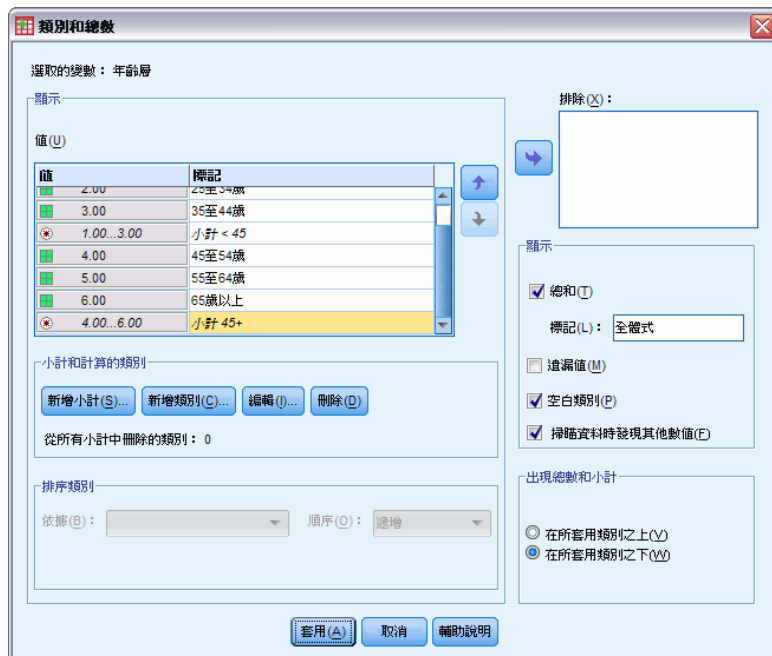 類別和總數
選取的變數：年齡層
顯示
值(U)
值 標記
2.00 25至34歲
3.00 35至44歲
1.00...3.00 小計 < 45
4.00 45至54歲
5.00 55至64歲
6.00 65歲以上
4.00...6.00 小計 45+
小計和計算的類別
新增小計(S)... 新增類別(C)... 編輯(I)... 刪除(D)
從所有小計中刪除的類別：0
排序類別
依據(B)： 順序(O)： 遞增
排除(X)：
顯示
總和(T)
標記(L)： 全體式
遺漏值(M)
空白類別(P)
掃瞄資料時發現其他數值(F)
出現總數和小計
在所套用類別之上(V)
在所套用類別之下(W)
套用(A) 取消 輔助說明